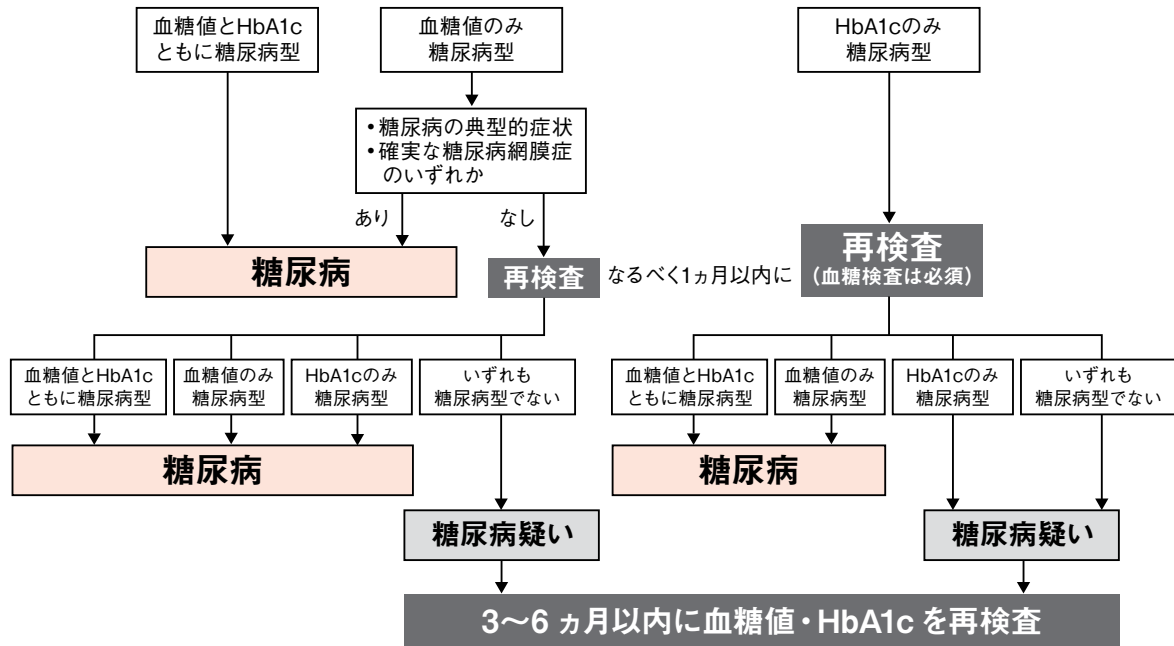 血糖値とHbA1c
ともに糖尿病型
血糖値のみ
糖尿病型
HbA1cのみ
糖尿病型
•糖尿病の典型的症状
•確実な糖尿病網膜症
のいずれか
あり
なし
糖尿病
再検査
なるべく1ヵ月以内に
再検査
（血糖検査は必須）
血糖値とHbA1c
ともに糖尿病型
血糖値のみ
糖尿病型
HbA1cのみ
糖尿病型
いずれも
糖尿病型でない
血糖値とHbA1c
ともに糖尿病型
血糖値のみ
糖尿病型
HbA1cのみ
糖尿病型
いずれも
糖尿病型でない
糖尿病
糖尿病
糖尿病疑い
糖尿病疑い
3〜6 ヵ月以内に血糖値・HbA1c を再検査